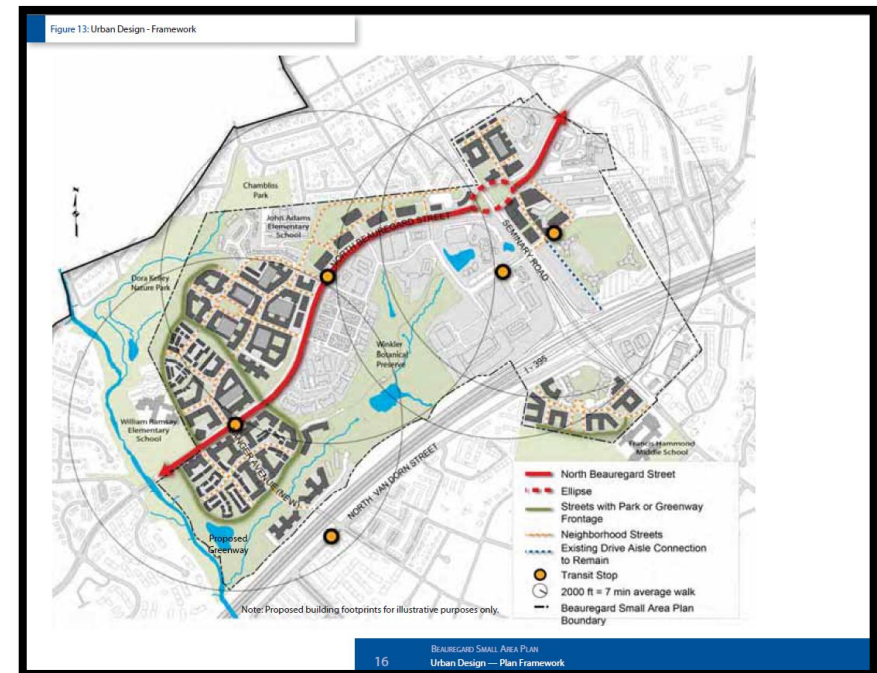 Figure 13: Urban Design - Framework
Chambliss
Park
John Adams
Elementary
School
NORTH BEAUREGARD STREET
SEMINARY ROAD
Dora Kelley
Nature Park
Winkler
Botanical
Preserve
I - 395
William Ramsay
Elementary
School
AVENUE (NEW)
NORTH VAN DORN STREET
Francis Hammond
Middle School
Proposed
Greenway
North Beauregard Street
Ellipse
Streets with Park or Greenway
Frontage
Neighborhood Streets
Existing Drive Aisle Connection
to Remain
Transit Stop
2000 ft = 7 min average walk
Beauregard Small Area Plan
Boundary
Note: Proposed building footprints for illustrative purposes only.
BEAUREGARD SMALL AREA PLAN
16 Urban Design — Plan Framework